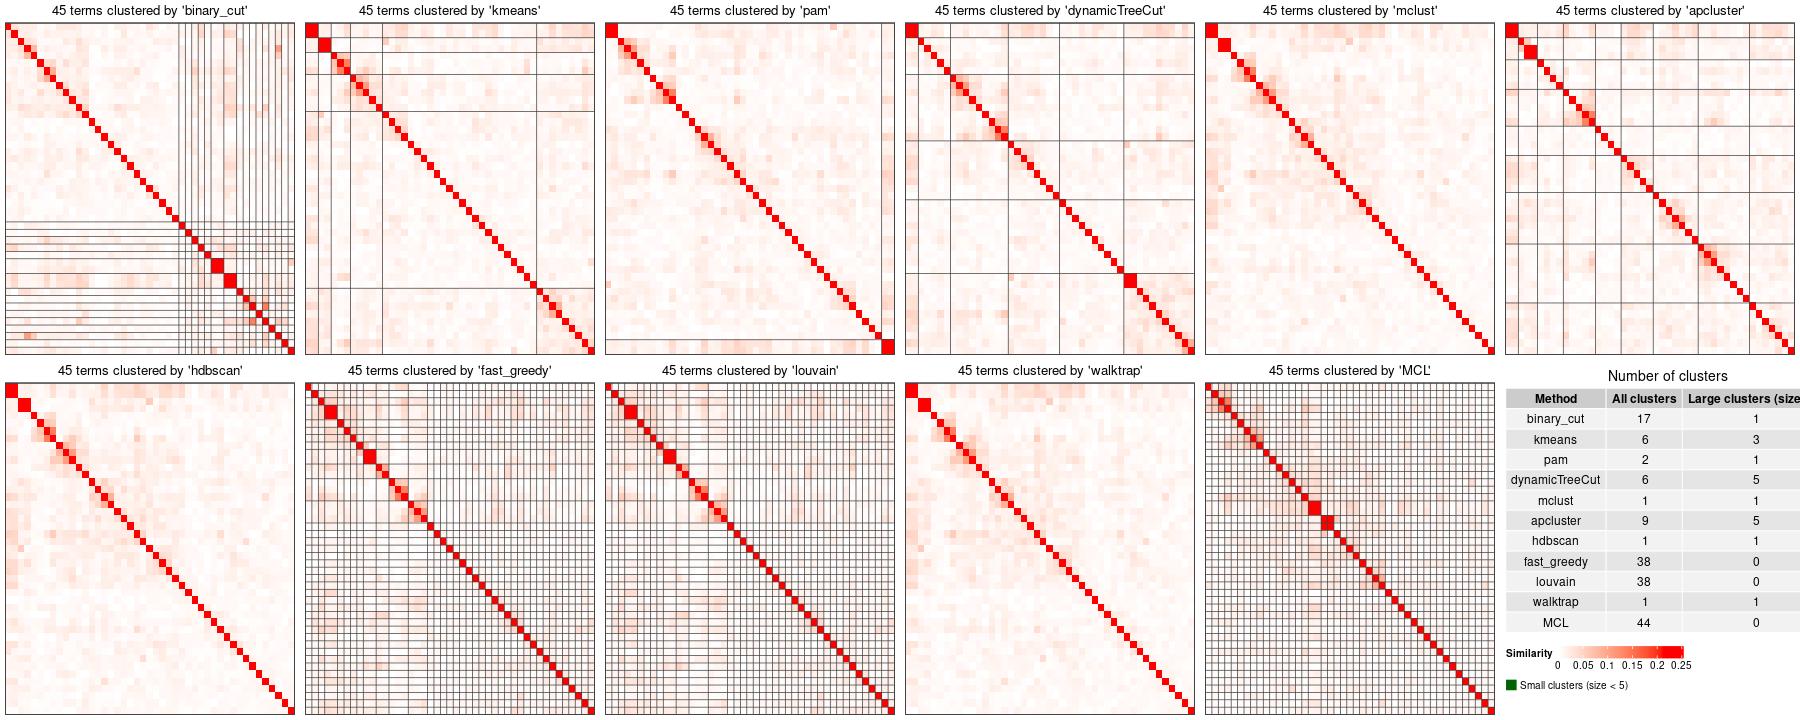 45 terms clustered by 'binary_cut'
45 terms clustered by 'kmeans'
45 terms clustered by 'pam'
45 terms clustered by 'dynamicTreeCut'
45 terms clustered by 'mclust'
45 terms clustered by 'apcluster'
45 terms clustered by 'hdbscan'
45 terms clustered by 'fast_greedy'
45 terms clustered by 'louvain'
45 terms clustered by 'walktrap'
45 terms clustered by 'MCL'
Number of clusters
Method All clusters Large clusters (size
binary_cut 17 1
kmeans 6 3
pam 2 1
dynamicTreeCut 6 5
mclust 1 1
apcluster 9 5
hdbscan 1 1
fast_greedy 38 0
louvain 38 0
walktrap 1 1
MCL 44 0
Similarity
0 0.05 0.1 0.15 0.2 0.25
Small clusters (size < 5)